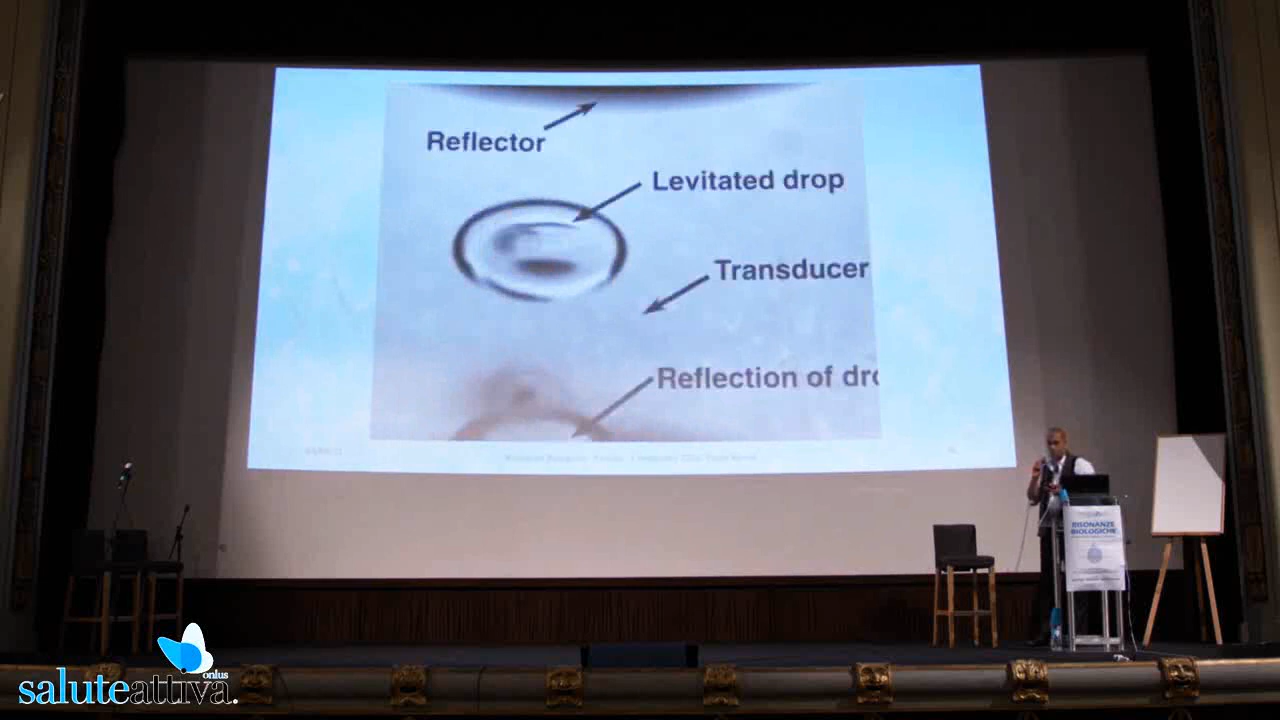 Reflector
Levitated drop
Transducer
Reflection of dro
RISONANZE
BIOLOGICHE
saluteattiva.
onlus